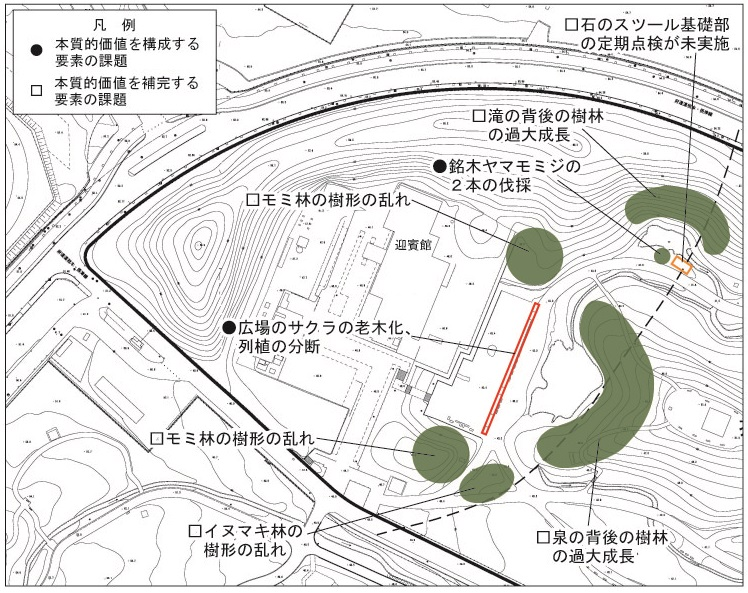 凡　例
● 本質的価値を構成する
要素の課題
□ 本質的価値を補完する
要素の課題
□石のスツール基礎部
の定期点検が未実施
□滝の背後の樹林
の過大成長
●銘木ヤマモミジの
２本の伐採
□モミ林の樹形の乱れ
迎賓館
●広場のサクラの老木化、
列植の分断
□モミ林の樹形の乱れ
□イヌマキ林の
樹形の乱れ
□泉の背後の樹林
の過大成長